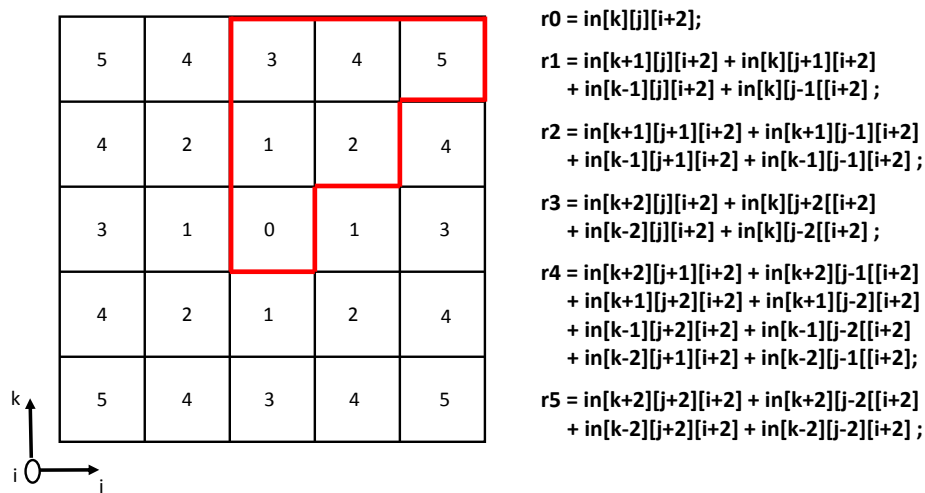 5 4 3 4 5
4 2 1 2 4
3 1 0 1 3
4 2 1 2 4
5 4 3 4 5
k
i
j
r0 = in[k][j][i+2];
r1 = in[k+1][j][i+2] + in[k][j+1][i+2]
+ in[k-1][j][i+2] + in[k][j-1[[i+2] ;
r2 = in[k+1][j+1][i+2] + in[k+1][j-1][i+2]
+ in[k-1][j+1][i+2] + in[k-1][j-1][i+2] ;
r3 = in[k+2][j][i+2] + in[k][j+2[[i+2]
+ in[k-2][j][i+2] + in[k][j-2[[i+2] ;
r4 = in[k+2][j+1][i+2] + in[k+2][j-1[[i+2]
+ in[k+1][j+2][i+2] + in[k+1][j-2][i+2]
+ in[k-1][j+2][i+2] + in[k-1][j-2[[i+2]
+ in[k-2][j+1][i+2] + in[k-2][j-1[[i+2];
r5 = in[k+2][j+2][i+2] + in[k+2][j-2[[i+2]
+ in[k-2][j+2][i+2] + in[k-2][j-2][i+2] ;